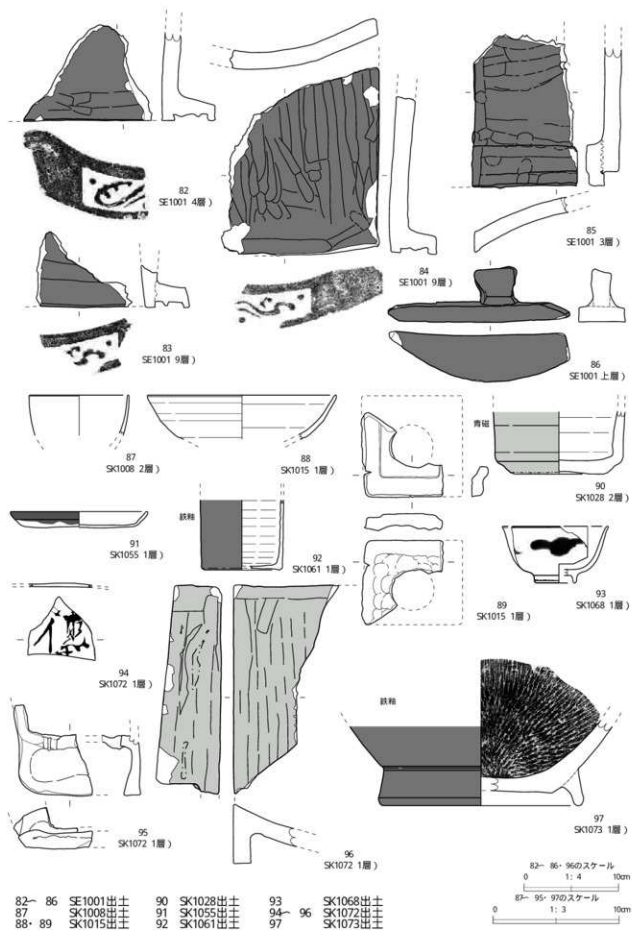 82
SE1001 4層)
83
SE1001 9層)
84
SE1001 9層)
85
SE1001 3層)
86
SE1001 上層)
87
SK1008 2層)
88
SK1015 1層)
青磁
90
SK1028 2層)
91
SK1055 1層)
鉄釉
92
SK1061 1層)
89
SK1015 1層)
93
SK1068 1層)
94
SK1072 1層)
95
SK1072 1層)
96
SK1072 1層)
鉄釉
97
SK1073 1層)
82〜 86・96のスケール
0 1: 4 10cm
87〜 95・97のスケール
0 1: 3 10cm
82〜 86 SE1001出土
87 SK1008出土
88・ 89 SK1015出土
90 SK1028出土
91 SK1055出土
92 SK1061出土
93 SK1068出土
94〜 96 SK1072出土
97 SK1073出土